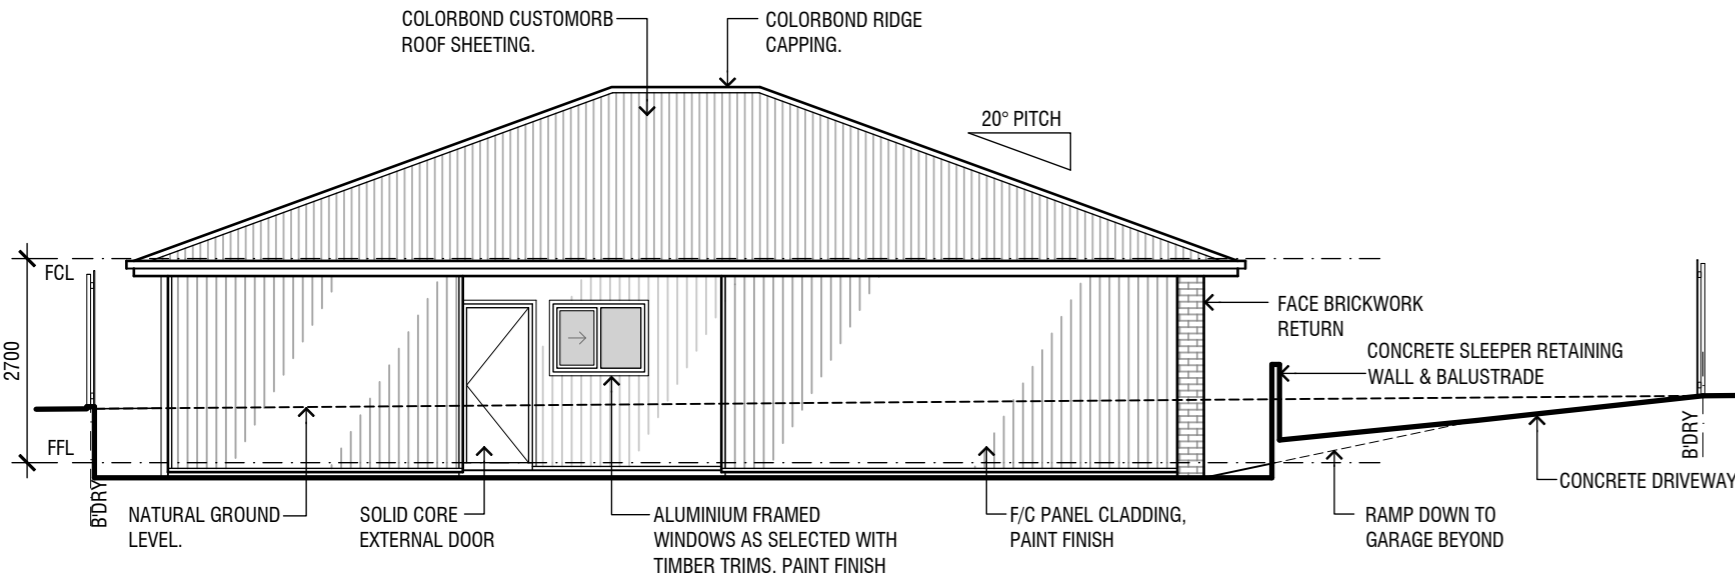 COLORBOND CUSTOMORB
ROOF SHEETING.
COLORBOND RIDGE
CAPPING.
20° PITCH
FCL
2700
FFL
FACE BRICKWORK
RETURN
CONCRETE SLEEPER RETAINING
WALL & BALUSTRADE
B'DRY
B'DRY
CONCRETE DRIVEWAY
NATURAL GROUND
LEVEL.
SOLID CORE
EXTERNAL DOOR
ALUMINIUM FRAMED
WINDOWS AS SELECTED WITH
TIMBER TRIMS. PAINT FINISH
F/C PANEL CLADDING,
PAINT FINISH
RAMP DOWN TO
GARAGE BEYOND